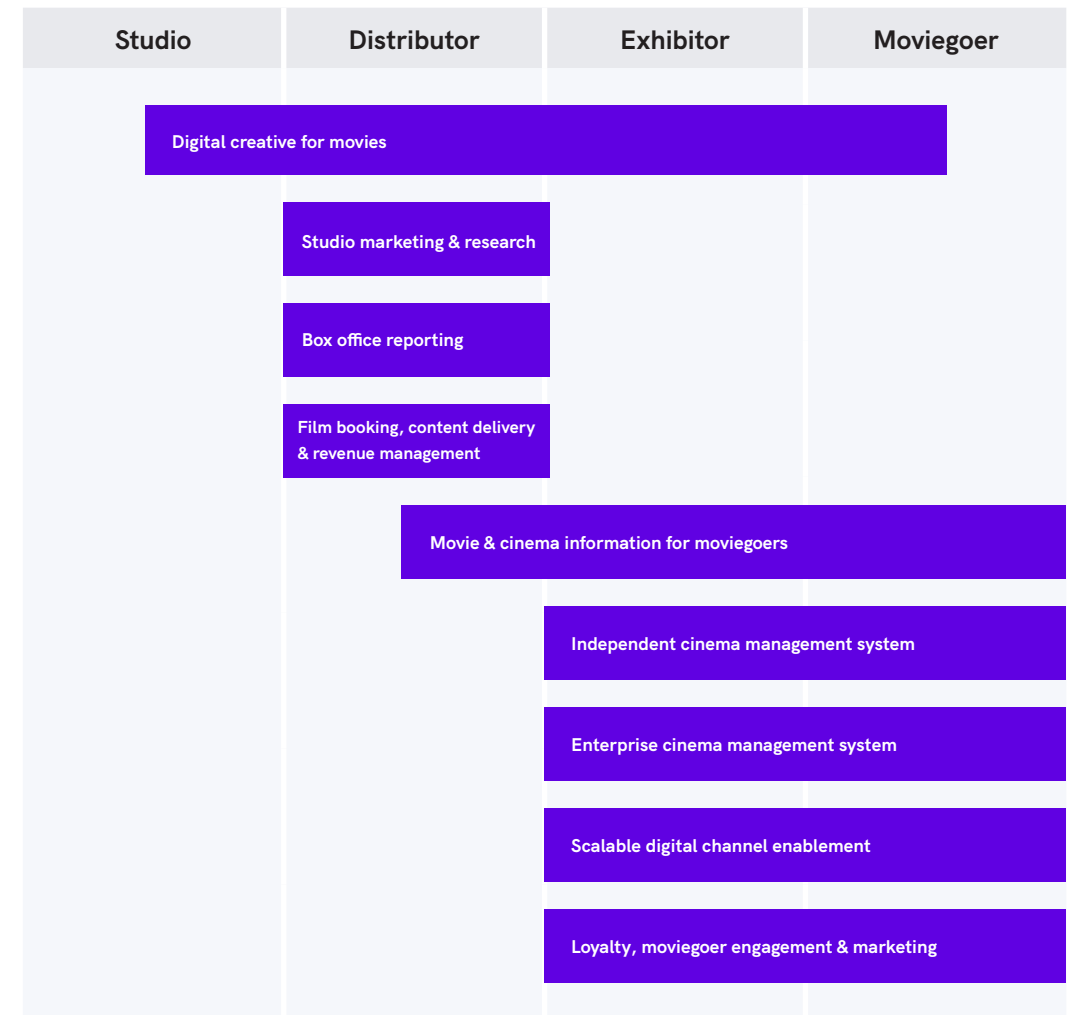 Studio
Distributor
Exhibitor
Moviegoer
Digital creative for movies
Studio marketing & research
Box office reporting
Film booking, content delivery
& revenue management
Movie & cinema information for moviegoers
Independent cinema management system
Enterprise cinema management system
Scalable digital channel enablement
Loyalty, moviegoer engagement & marketing